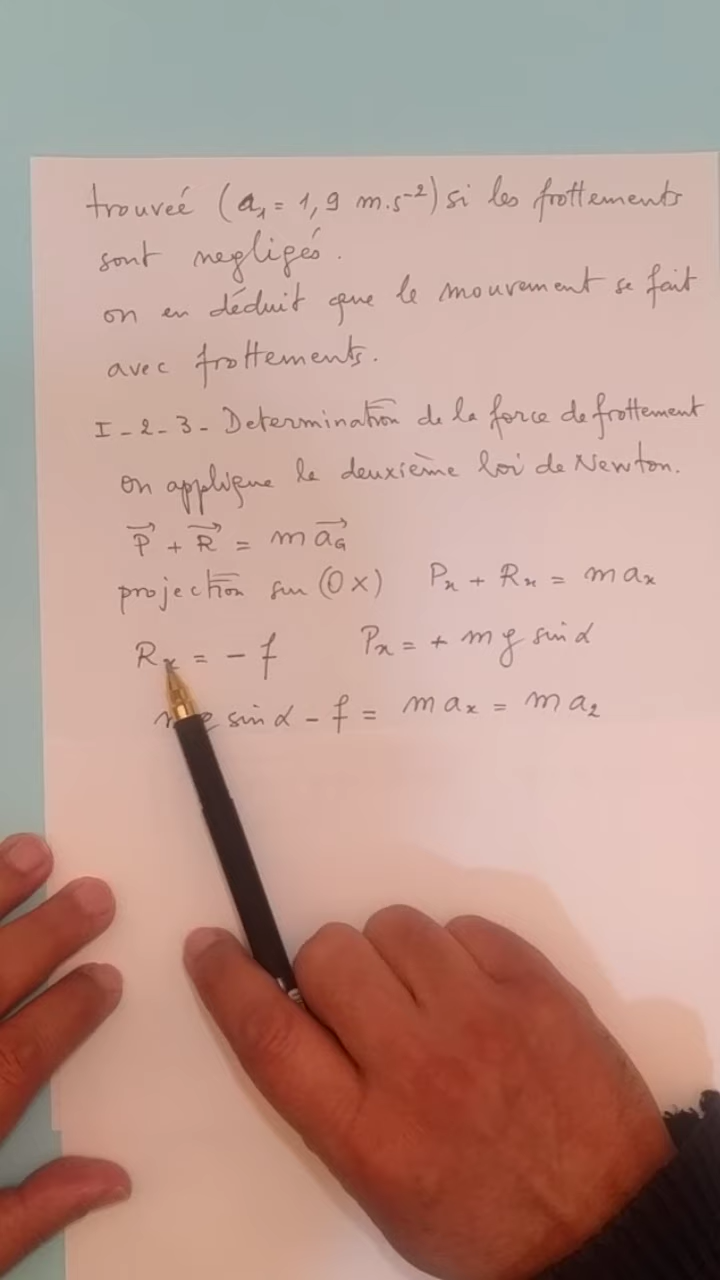 trouveé (a₁ = 1,9 m.s⁻²) si les frottements
sont negligés.
on en déduit que le mouvement se fait
avec frottements.
I - 2 - 3 - Determination de la force de frottement
on applique la deuxième loi de Newton.
P⃗ + R⃗ = m a⃗_G
projection sur (Ox) Pₓ + Rₓ = m aₓ
Rₓ = - f Pₓ = + m g sin α
sin α - f = m aₓ = m a₂